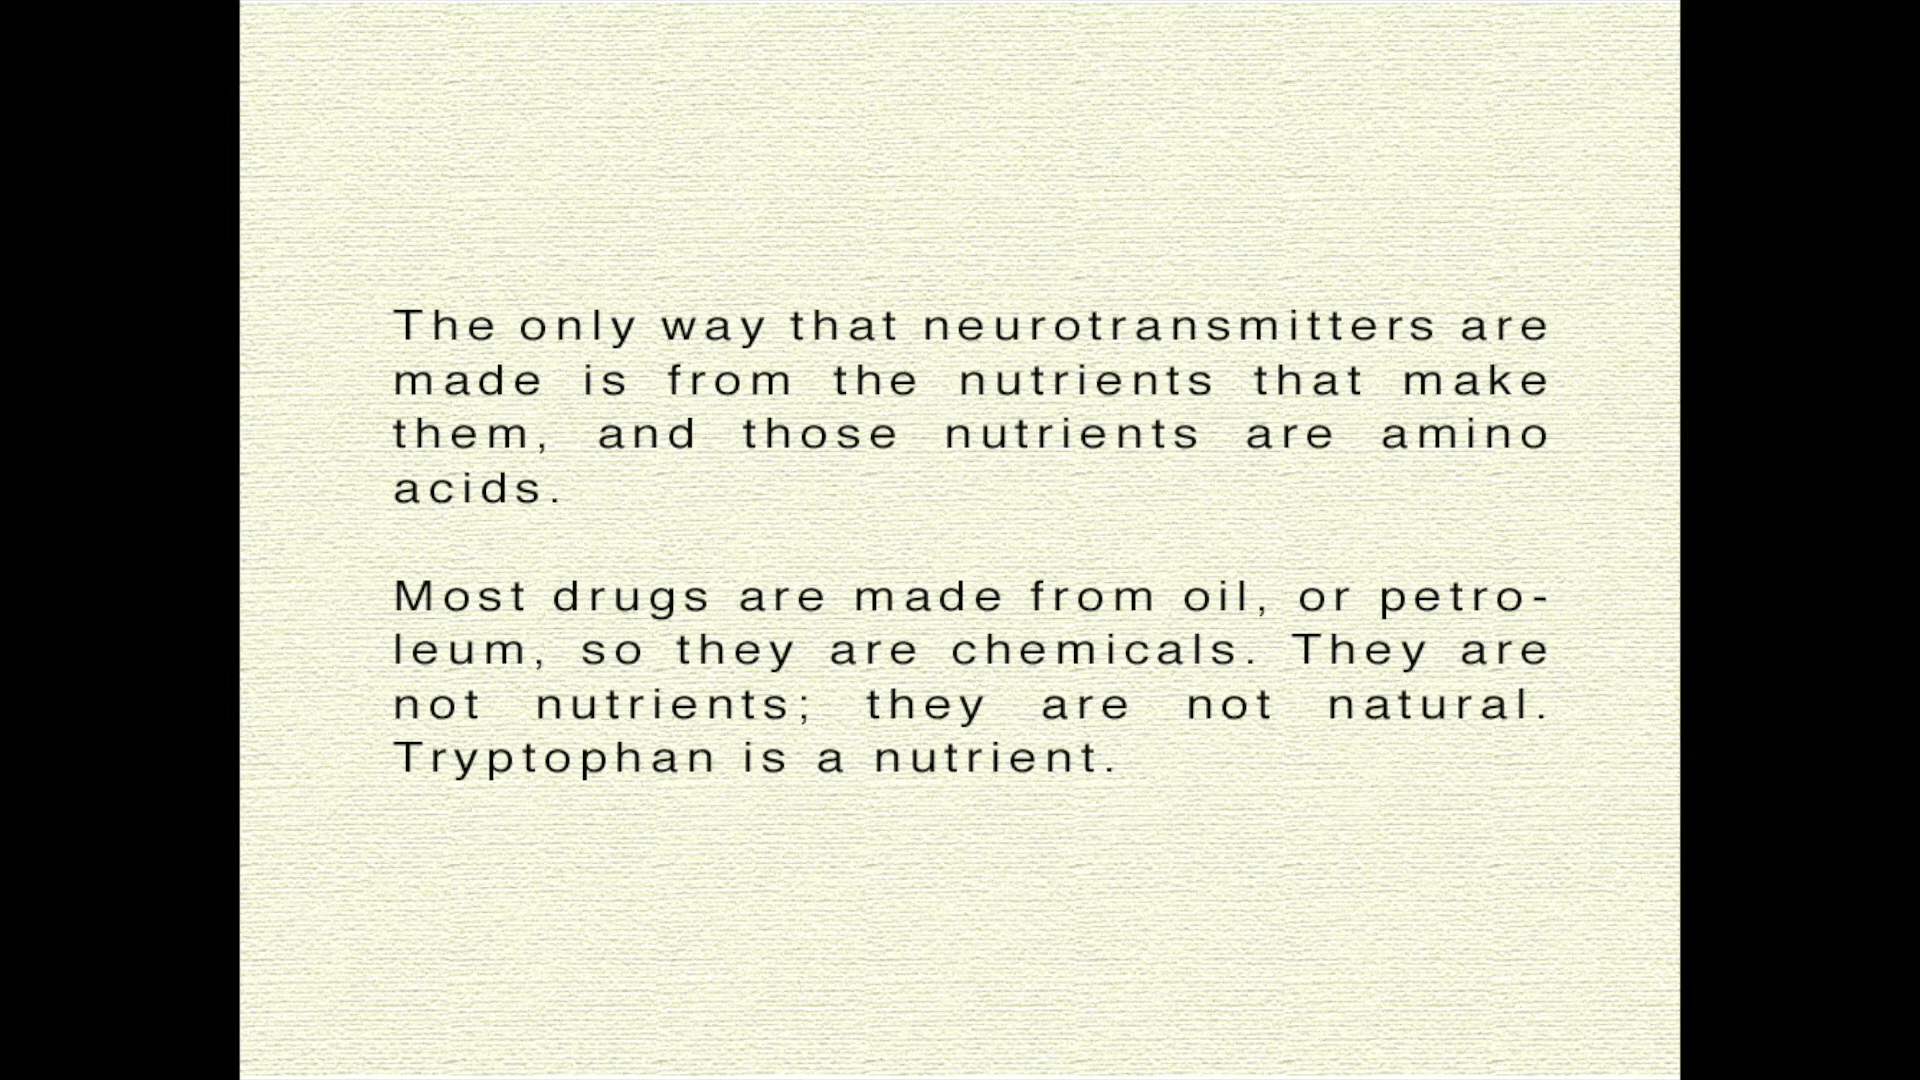 The only way that neurotransmitters are
made is from the nutrients that make
them, and those nutrients are amino
acids.
Most drugs are made from oil, or petro-
leum, so they are chemicals. They are
not nutrients; they are not natural.
Tryptophan is a nutrient.